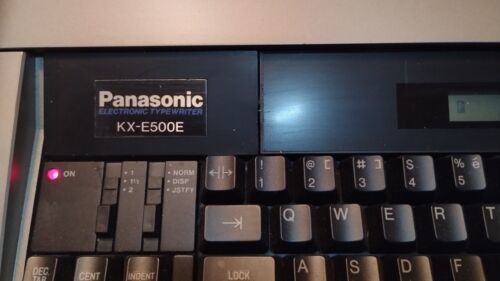 Panasonic
ELECTRONIC TYPEWRITER
KX-E500E
ON
1
1½
2
NORM
DISP
JSTFY
! 1
@ [ 2
# ] 3
$ 4
% 5
Q W E R T
DEC TAB
CENT
INDENT
LOCK
A S D F